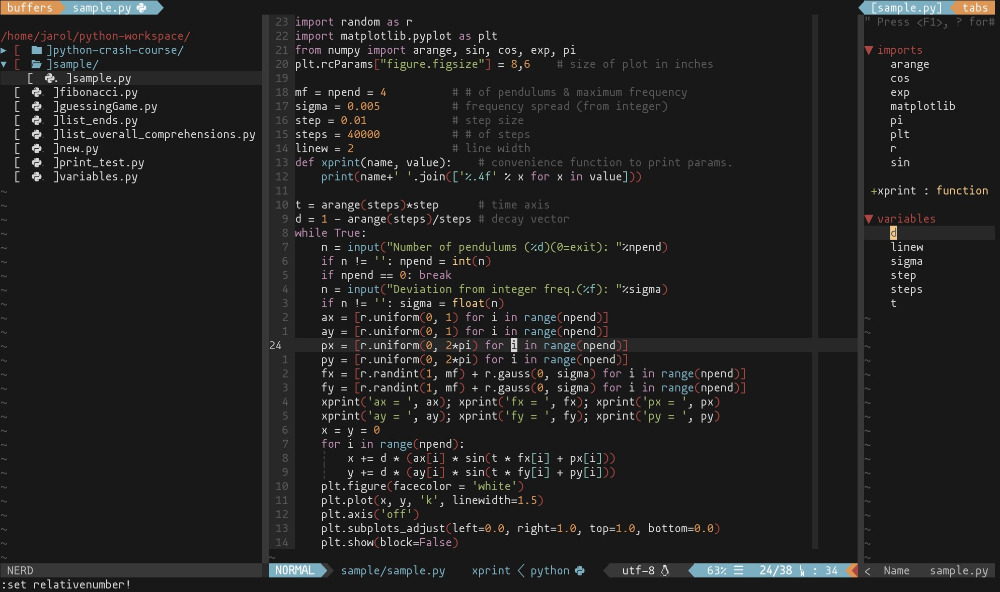 buffers sample.py
[sample.py] tabs
/home/jarol/python-workspace/
▸ [ ]python-crash-course/
▾ [ ]sample/
[ ]sample.py
[ ]fibonacci.py
[ ]guessingGame.py
[ ]list_ends.py
[ ]list_overall_comprehensions.py
[ ]new.py
[ ]print_test.py
[ ]variables.py
NERD
23 import random as r
22 import matplotlib.pyplot as plt
21 from numpy import arange, sin, cos, exp, pi
20 plt.rcParams["figure.figsize"] = 8,6    # size of plot in inches
19
18 mf = npend = 4          # # of pendulums & maximum frequency
17 sigma = 0.005           # frequency spread (from integer)
16 step = 0.01             # step size
15 steps = 40000           # # of steps
14 linew = 2               # line width
13 def xprint(name, value):    # convenience function to print params.
12     print(name+' '.join(['%.4f' % x for x in value]))
11
10 t = arange(steps)*step      # time axis
9 d = 1 - arange(steps)/steps # decay vector
8 while True:
7     n = input("Number of pendulums (%d)(0=exit): "%npend)
6     if n != '': npend = int(n)
5     if npend == 0: break
4     n = input("Deviation from integer freq.(%f): "%sigma)
3     if n != '': sigma = float(n)
2     ax = [r.uniform(0, 1) for i in range(npend)]
1     ay = [r.uniform(0, 1) for i in range(npend)]
24     px = [r.uniform(0, 2*pi) for i in range(npend)]
1     py = [r.uniform(0, 2*pi) for i in range(npend)]
2     fx = [r.randint(1, mf) + r.gauss(0, sigma) for i in range(npend)]
3     fy = [r.randint(1, mf) + r.gauss(0, sigma) for i in range(npend)]
4     xprint('ax = ', ax); xprint('fx = ', fx); xprint('px = ', px)
5     xprint('ay = ', ay); xprint('fy = ', fy); xprint('py = ', py)
6     x = y = 0
7     for i in range(npend):
8     ¦   x += d * (ax[i] * sin(t * fx[i] + px[i]))
9     ¦   y += d * (ay[i] * sin(t * fy[i] + py[i]))
10     plt.figure(facecolor = 'white')
11     plt.plot(x, y, 'k', linewidth=1.5)
12     plt.axis('off')
13     plt.subplots_adjust(left=0.0, right=1.0, top=1.0, bottom=0.0)
14     plt.show(block=False)
~
NORMAL sample/sample.py xprint < python utf-8 63% ☰ 24/38 LN : 34
" Press <F1>, ? for#
▼ imports
arange
cos
exp
matplotlib
pi
plt
r
sin
+xprint : function
▼ variables
d
linew
sigma
step
steps
t
< Name sample.py
:set relativenumber!